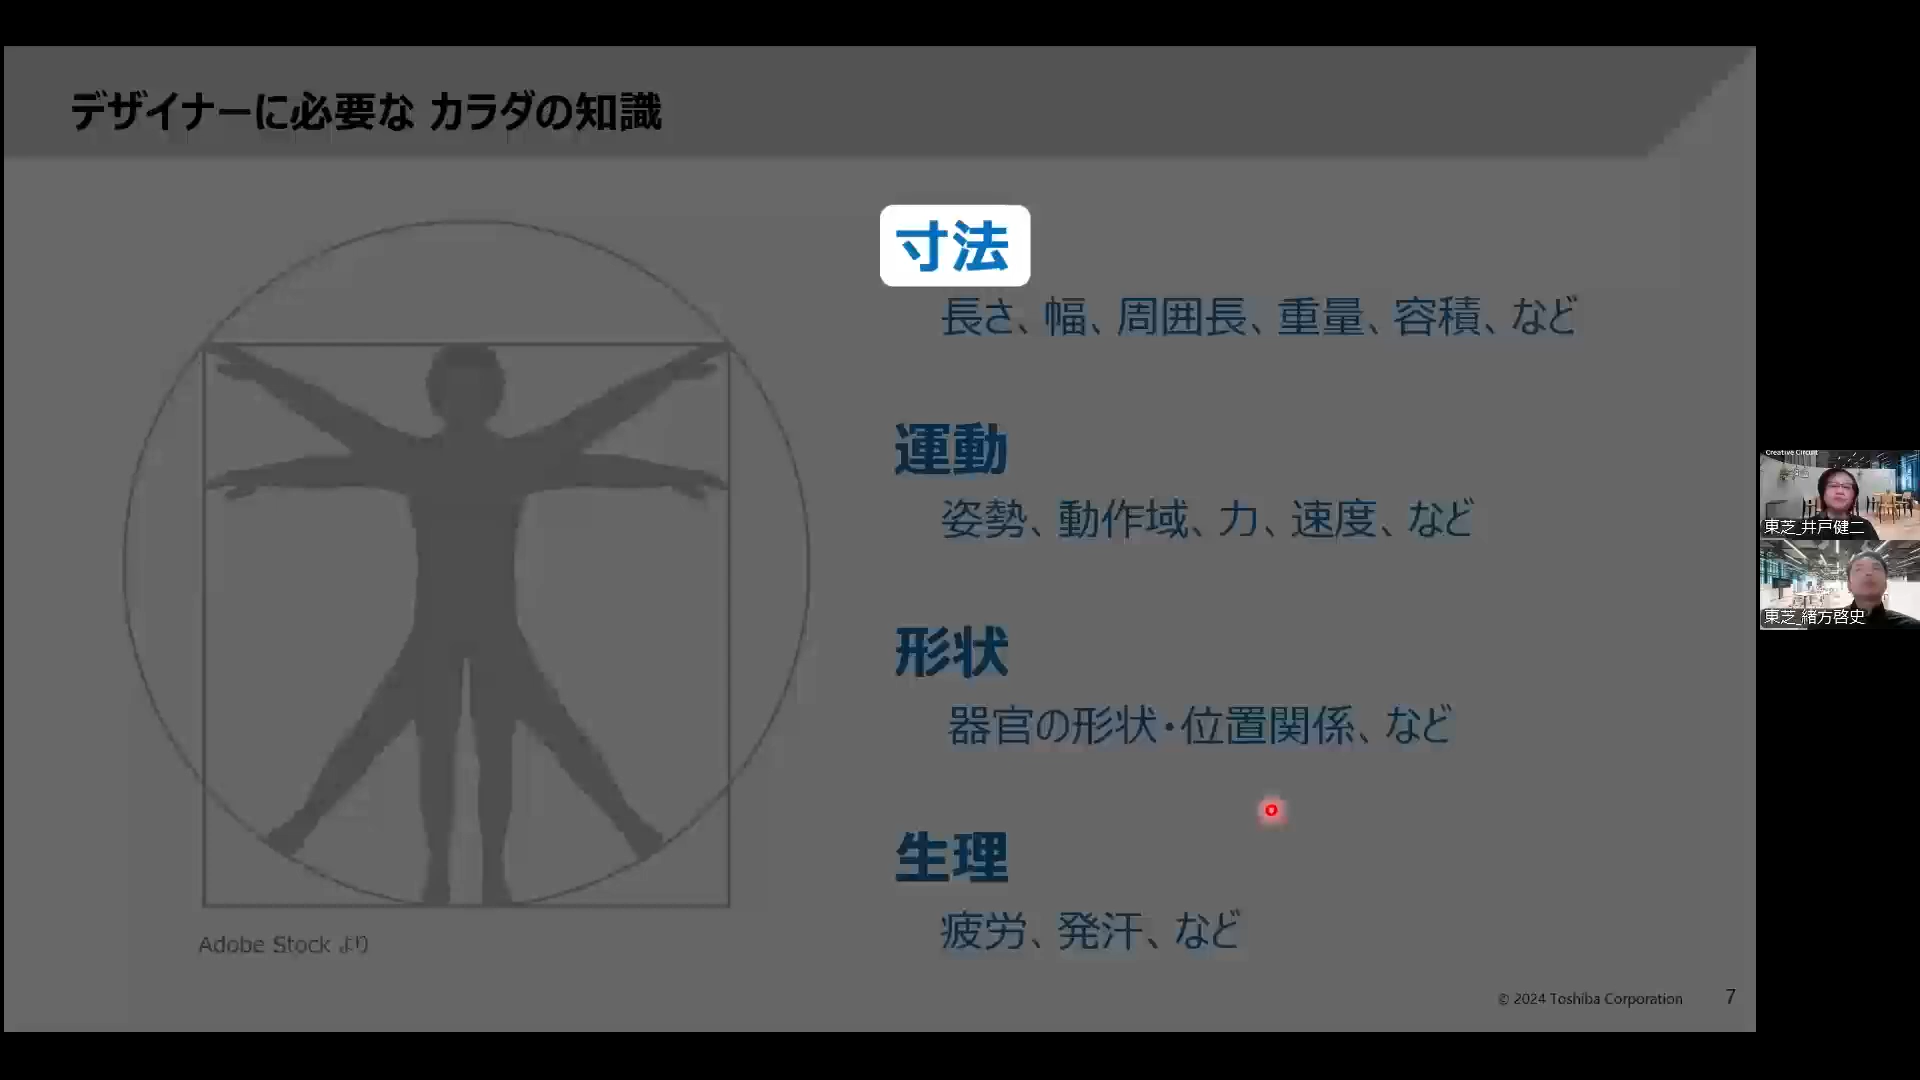 デザイナーに必要な カラダの知識
寸法
長さ、幅、周囲長、重量、容積、など
運動
姿勢、動作域、力、速度、など
形状
器官の形状・位置関係、など
生理
疲労、発汗、など
Adobe Stock より
© 2024 Toshiba Corporation 7
Creative Circuit
東芝_井戸健二
東芝_緒方啓史